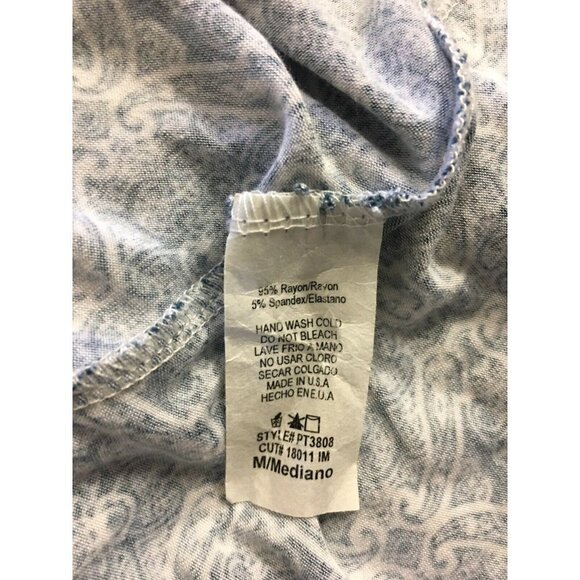 95% Rayon/Rayon
5% Spandex/Elastano
HAND WASH COLD
DO NOT BLEACH
LAVE FRIO A MANO
NO USAR CLORO
SECAR COLGADO
MADE IN U.S.A
HECHO EN E.U.A
STYLE# PT3808
CUT# 18011 IM
M/Mediano